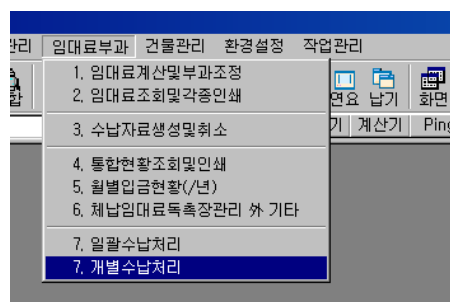 관리 임대료부과 건물관리 환경설정 작업관리
1. 임대료계산및부과조정
2. 임대료조회및각종인쇄
3. 수납자료생성및취소
4. 통합현황조회및인쇄
5. 월별입금현황(/년)
6. 체납임대료독촉장관리 외 기타
7. 일괄수납처리
7. 개별수납처리
연요 납기 화면
기 계산기 Ping